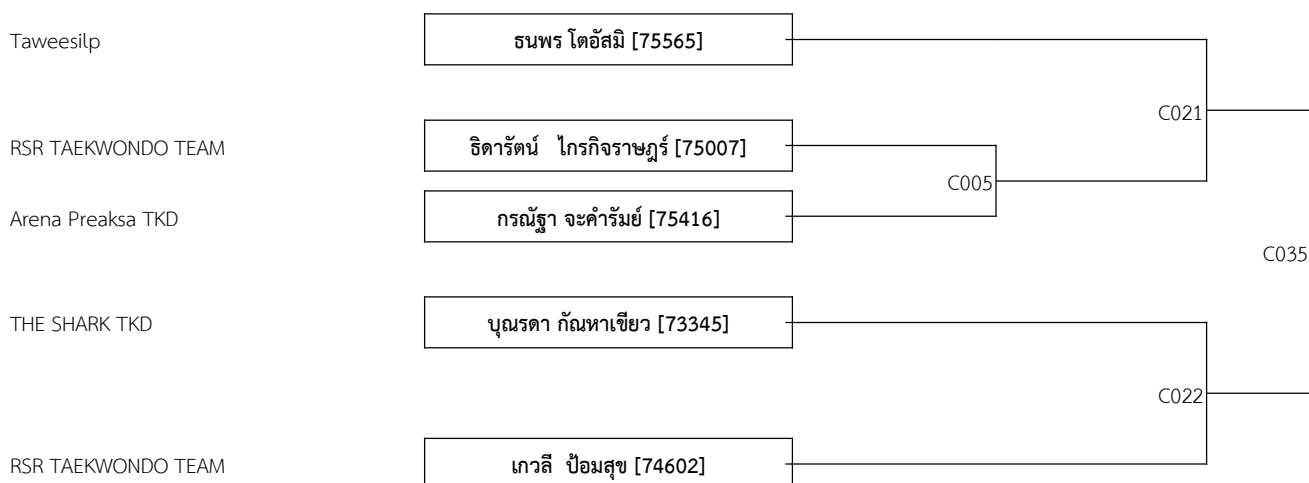 Taweesilp
ธนพร โตอัสมิ [75565]
C021
RSR TAEKWONDO TEAM
ธิดารัตน์ ไกรกิจราษฎร์ [75007]
C005
Arena Preaksa TKD
กรณัฐา จะคำรัมย์ [75416]
C035
THE SHARK TKD
บุณรดา กัณหาเขียว [73345]
C022
RSR TAEKWONDO TEAM
เกวลี ป้อมสุข [74602]